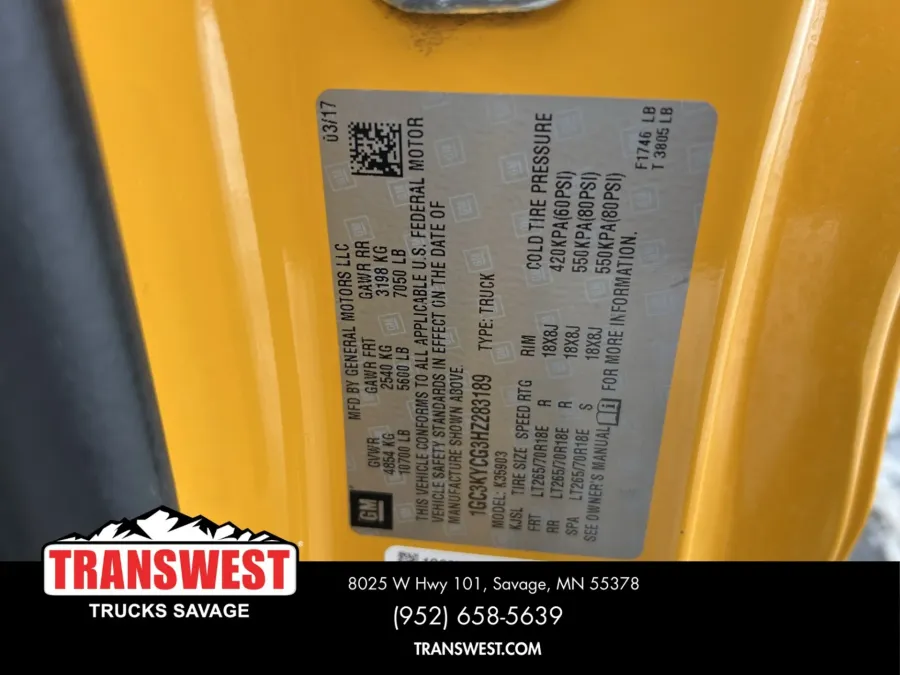 03/17
MFD BY GENERAL MOTORS LLC
GVWR GAWR FRT GAWR RR
4854 KG 2540 KG 3198 KG
10700 LB 5600 LB 7050 LB
THIS VEHICLE CONFORMS TO ALL APPLICABLE U.S. FEDERAL MOTOR
VEHICLE SAFETY STANDARDS IN EFFECT ON THE DATE OF
MANUFACTURE SHOWN ABOVE.
1GC3KYCG3HZ283189 TYPE: TRUCK
MODEL: K35903
KJSL TIRE SIZE SPEED RTG RIM COLD TIRE PRESSURE
FRT LT265/70R18E R 18X8J 420KPA(60PSI)
RR LT265/70R18E R 18X8J 550KPA(80PSI)
SPA LT265/70R18E S 18X8J 550KPA(80PSI)
SEE OWNER'S MANUAL FOR MORE INFORMATION.
F1746 LB
T 3805 LB
GM
TRANSWEST
TRUCKS SAVAGE
8025 W Hwy 101, Savage, MN 55378
(952) 658-5639
TRANSWEST.COM